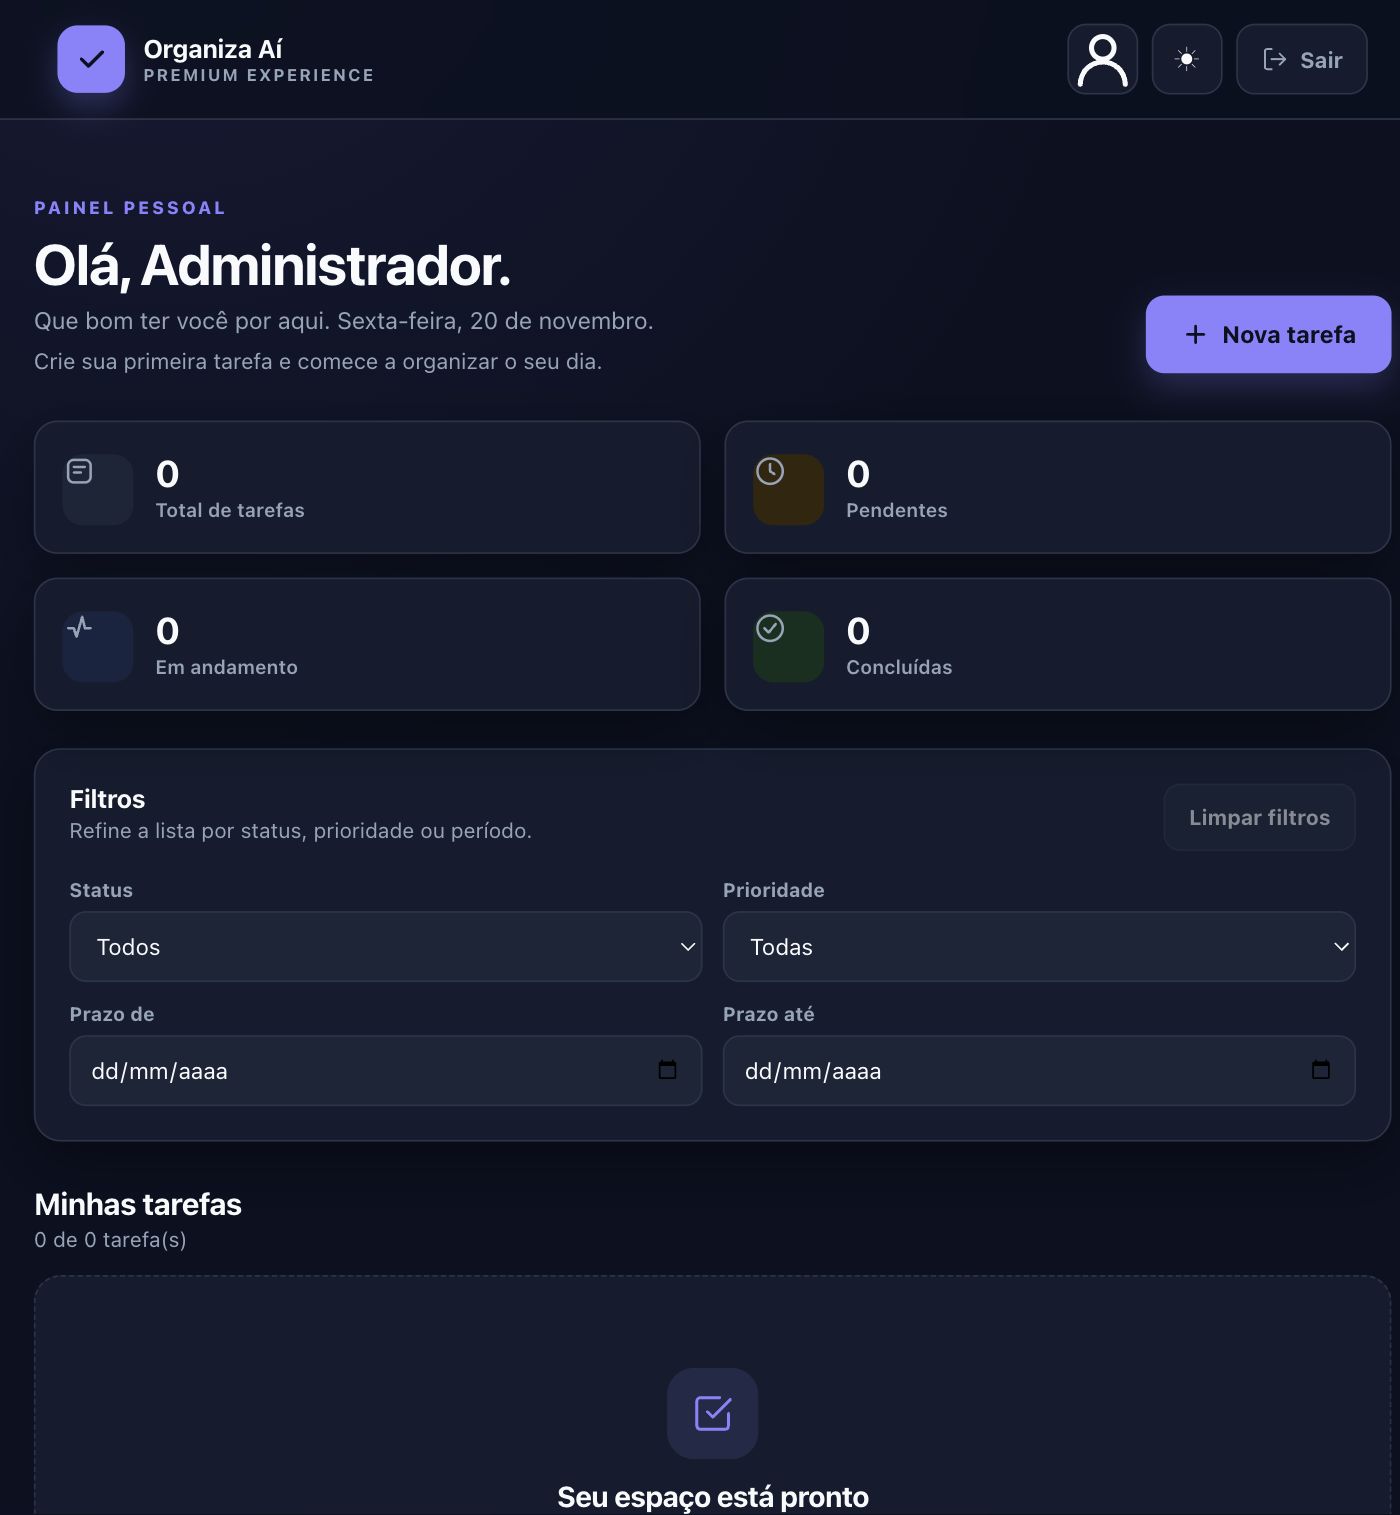 Organiza Aí
PREMIUM EXPERIENCE
Sair
PAINEL PESSOAL
Olá, Administrador.
Que bom ter você por aqui. Sexta-feira, 20 de novembro.
Crie sua primeira tarefa e comece a organizar o seu dia.
Nova tarefa
0
Total de tarefas
0
Pendentes
0
Em andamento
0
Concluídas
Filtros
Refine a lista por status, prioridade ou período.
Limpar filtros
Status
Prioridade
Todos
Todas
Prazo de
Prazo até
dd/mm/aaaa
dd/mm/aaaa
Minhas tarefas
0 de 0 tarefa(s)
Seu espaço está pronto